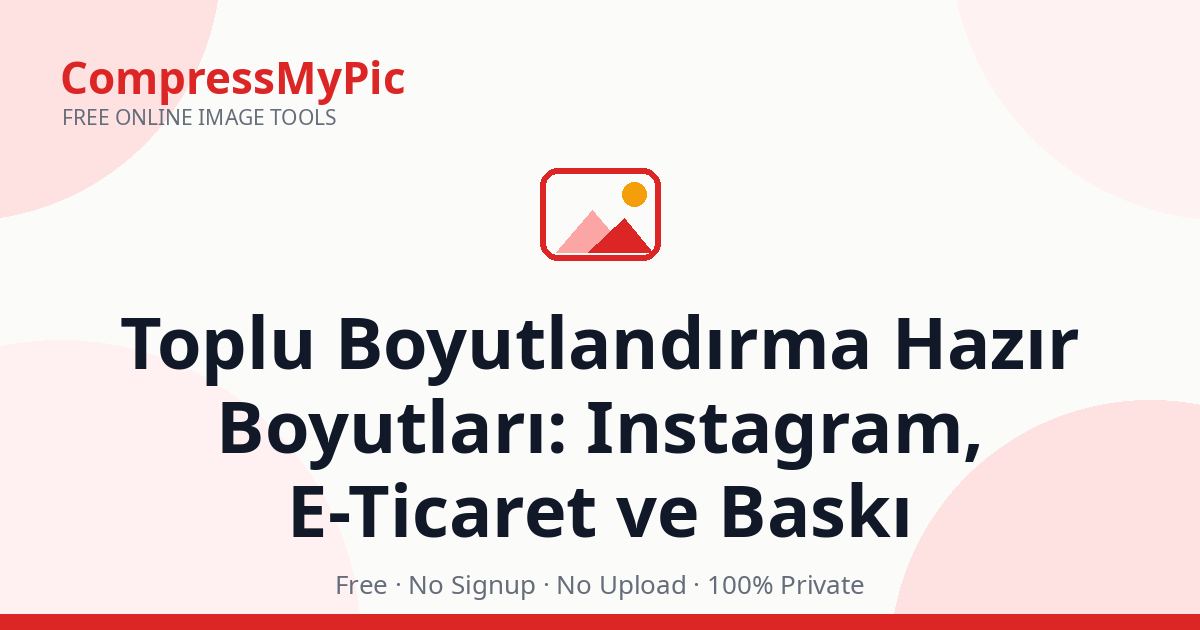 CompressMyPic
FREE ONLINE IMAGE TOOLS
Toplu Boyutlandırma Hazır
Boyutları: Instagram,
E-Ticaret ve Baskı
Free · No Signup · No Upload · 100% Private